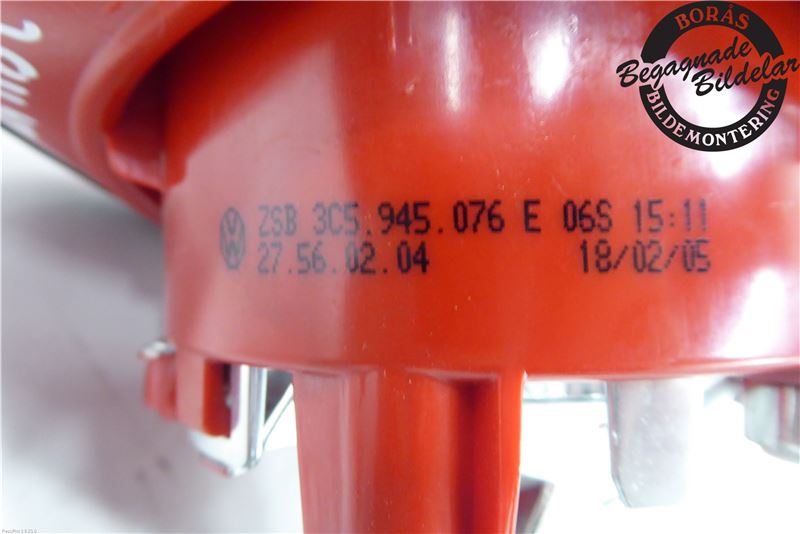 BORÅS
Begagnade
Bildelar
BILDEMONTERING
ZSB 3C5.945.076 E 06S 15:11
27.56.02.04 18/02/05